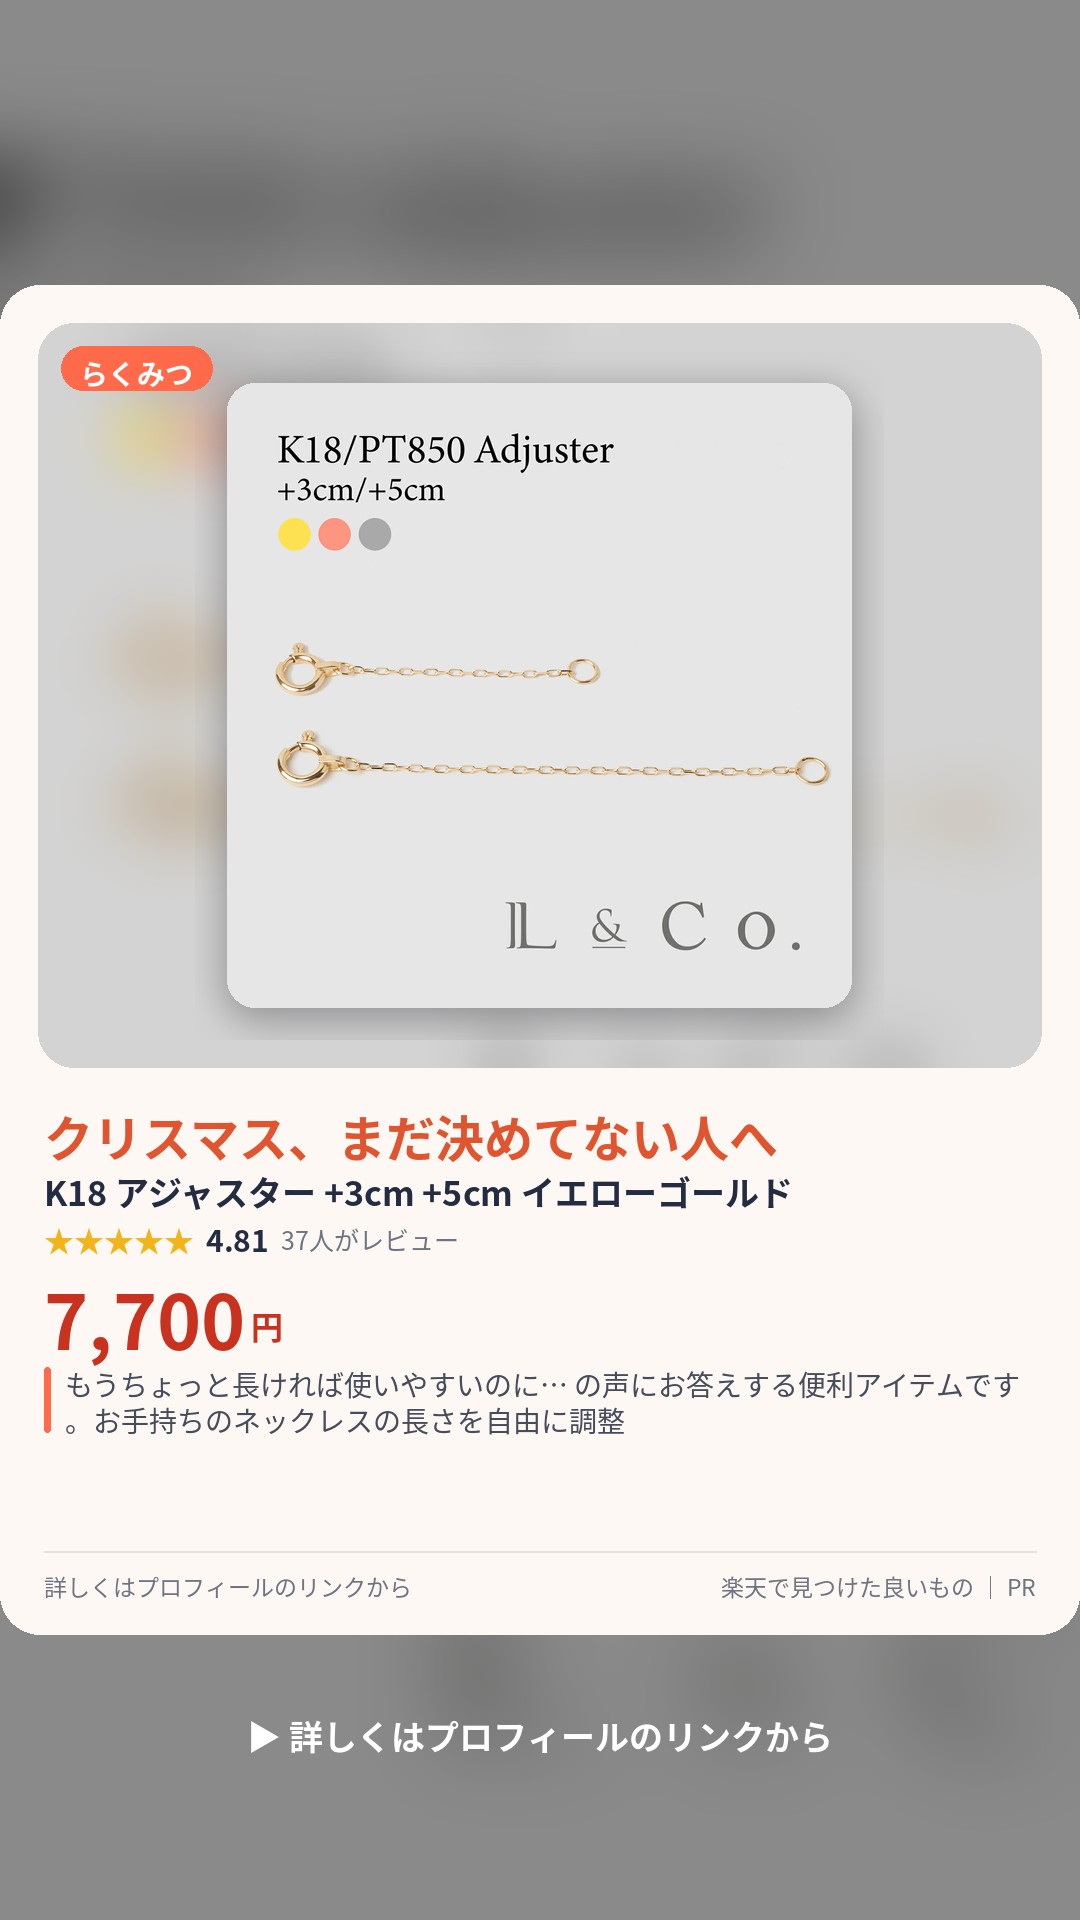 らくみつ
K18/PT850 Adjuster
+3cm/+5cm
L & Co.
クリスマス、まだ決めてない人へ
K18 アジャスター +3cm +5cm イエローゴールド
★★★★★ 4.81 37人がレビュー
7,700円
もうちょっと長ければ使いやすいのに… の声にお答えする便利アイテムです
。お手持ちのネックレスの長さを自由に調整
詳しくはプロフィールのリンクから
楽天で見つけた良いもの｜PR
▶ 詳しくはプロフィールのリンクから